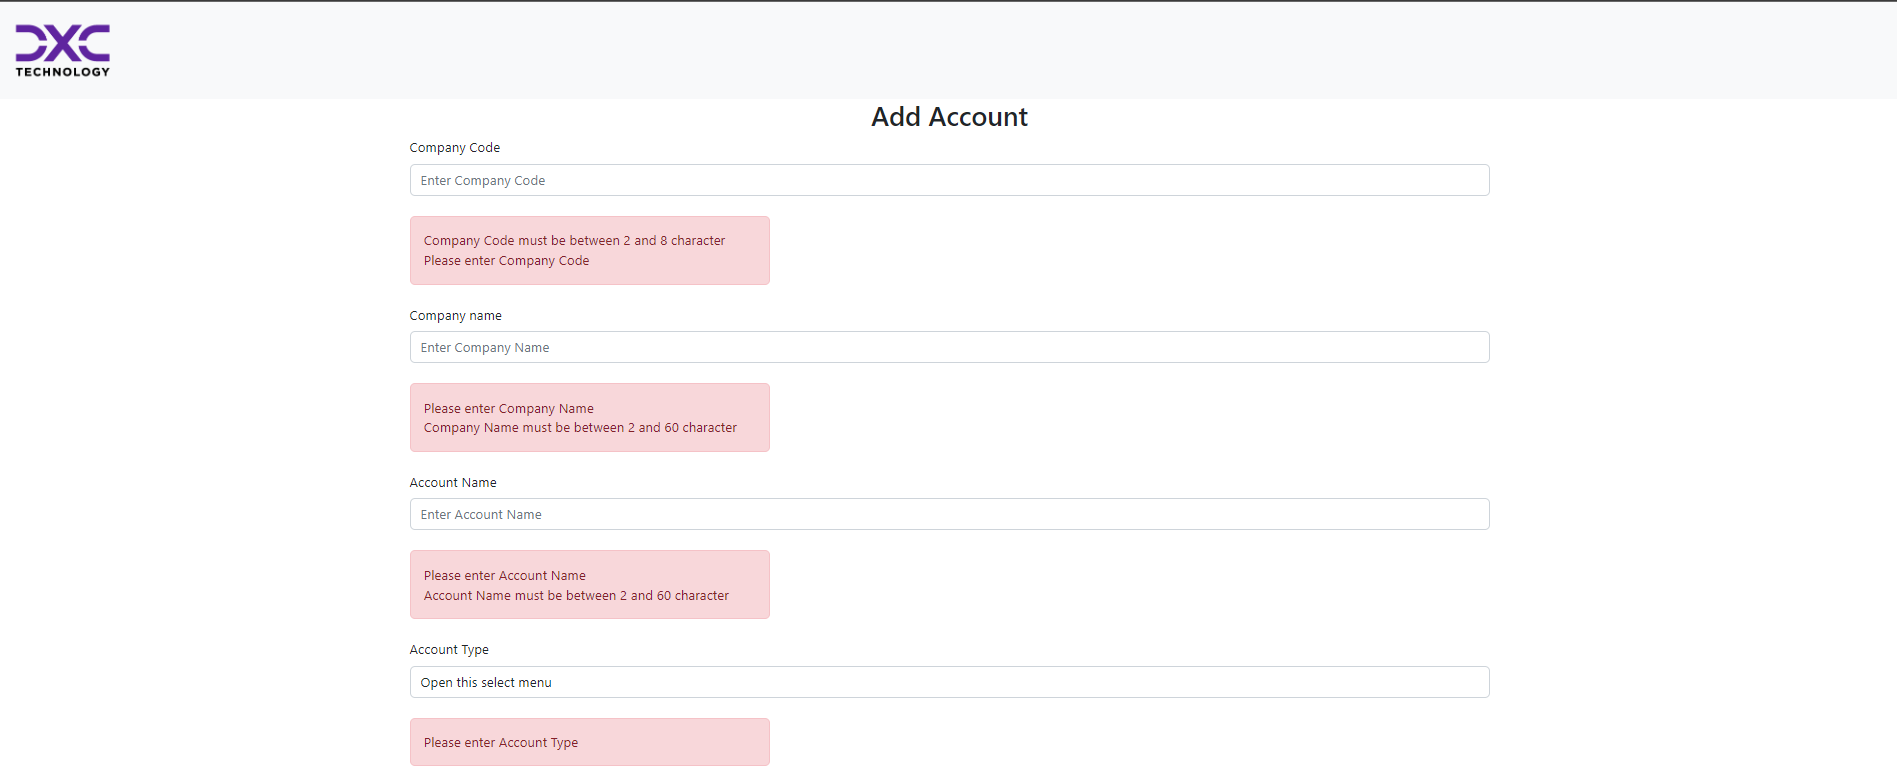 DXC
TECHNOLOGY
Add Account
Company Code
Enter Company Code
Company Code must be between 2 and 8 character
Please enter Company Code
Company name
Enter Company Name
Please enter Company Name
Company Name must be between 2 and 60 character
Account Name
Enter Account Name
Please enter Account Name
Account Name must be between 2 and 60 character
Account Type
Open this select menu
Please enter Account Type